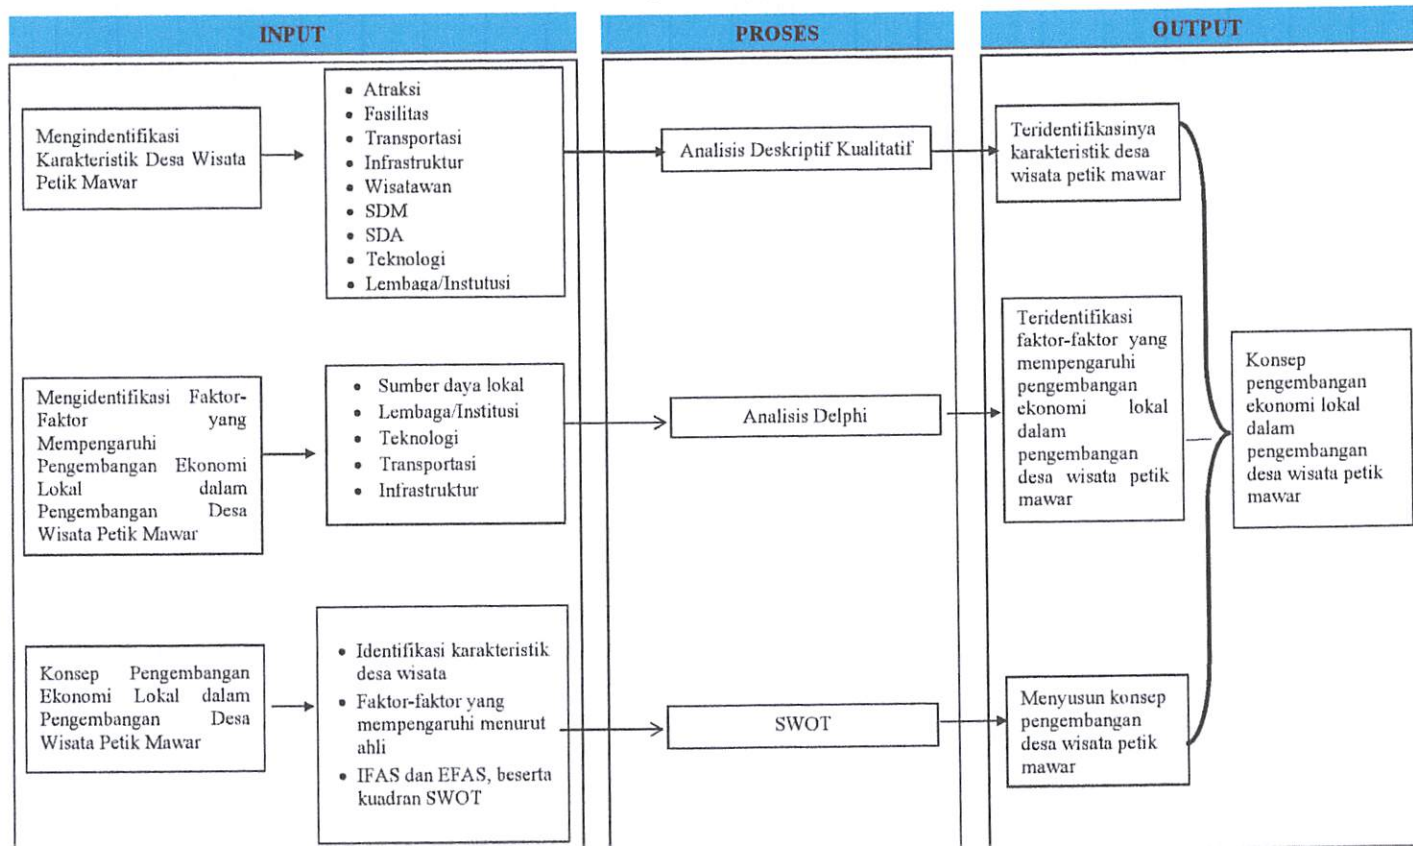 INPUT
PROSES
OUTPUT
Mengindentifikasi
Karakteristik Desa Wisata
Petik Mawar
• Atraksi
• Fasilitas
• Transportasi
• Infrastruktur
• Wisatawan
• SDM
• SDA
• Teknologi
• Lembaga/Instutusi
Analisis Deskriptif Kualitatif
Teridentifikasinya
karakteristik desa
wisata petik mawar
Mengidentifikasi Faktor-
Faktor yang
Mempengaruhi
Pengembangan Ekonomi
Lokal dalam
Pengembangan Desa
Wisata Petik Mawar
• Sumber daya lokal
• Lembaga/Institusi
• Teknologi
• Transportasi
• Infrastruktur
Analisis Delphi
Teridentifikasi
faktor-faktor yang
mempengaruhi
pengembangan
ekonomi lokal
dalam
pengembangan
desa wisata petik
mawar
Konsep
pengembangan
ekonomi lokal
dalam
pengembangan
desa wisata petik
mawar
Konsep Pengembangan
Ekonomi Lokal dalam
Pengembangan Desa
Wisata Petik Mawar
• Identifikasi karakteristik
desa wisata
• Faktor-faktor yang
mempengaruhi menurut
ahli
• IFAS dan EFAS, beserta
kuadran SWOT
SWOT
Menyusun konsep
pengembangan
desa wisata petik
mawar